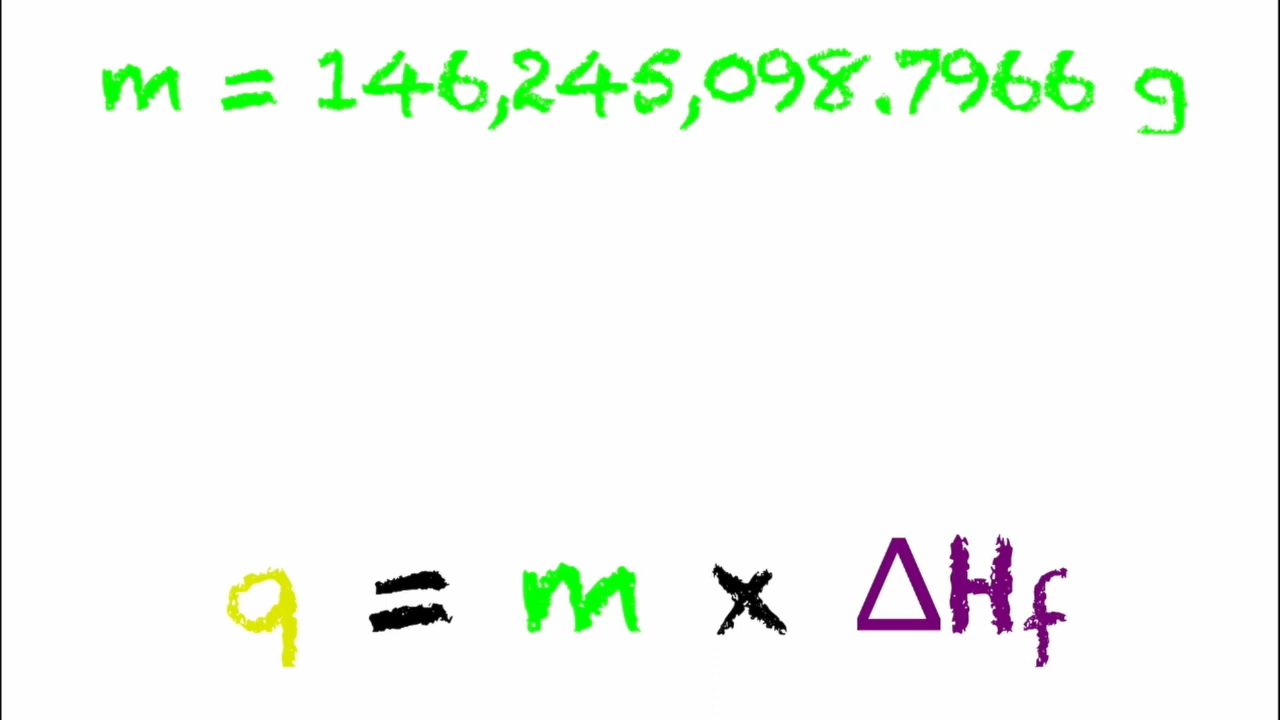 m = 146,245,098.7966 g
q = m x ΔHf